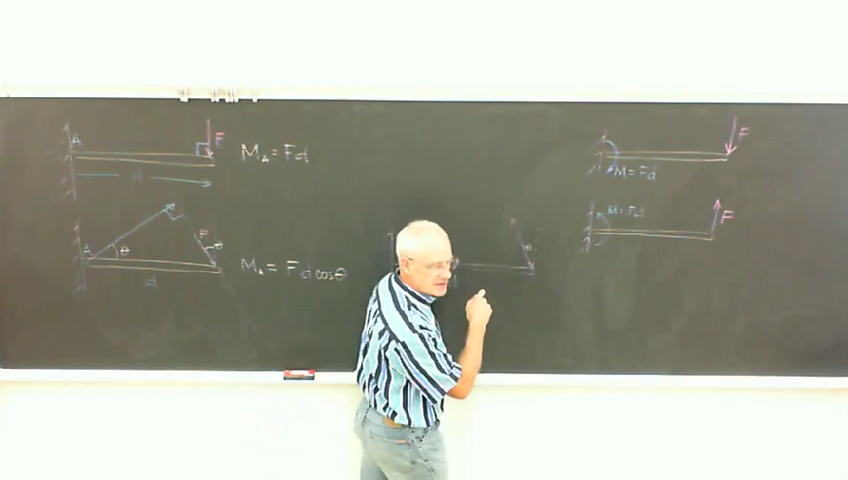 A
F
M_A = Fd
d
F
θ
A
θ
d
M_A = F d cosθ
θ
F
M=Fd
M=Fd
F